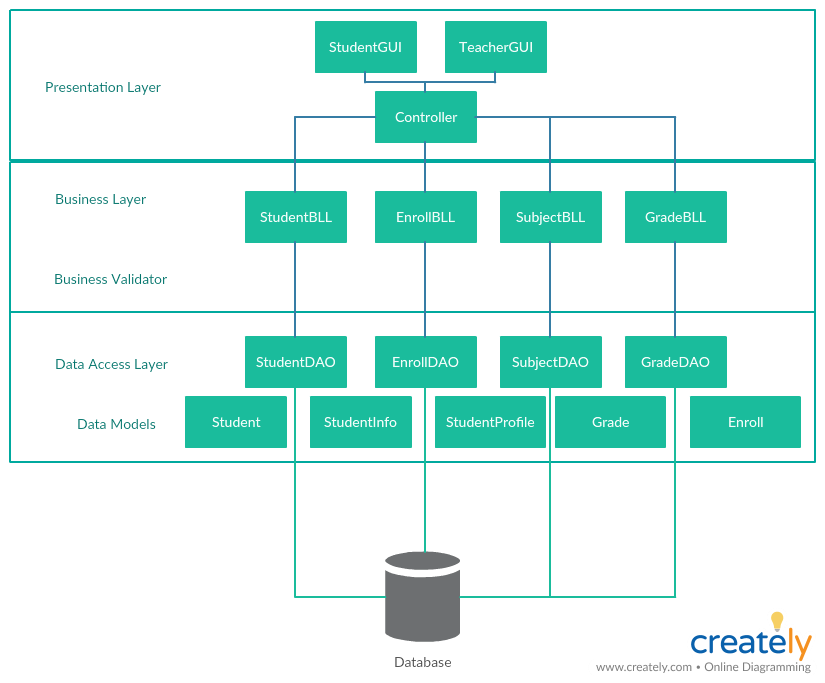 StudentGUI
TeacherGUI
Presentation Layer
Controller
Business Layer
StudentBLL
EnrollBLL
SubjectBLL
GradeBLL
Business Validator
Data Access Layer
StudentDAO
EnrollDAO
SubjectDAO
GradeDAO
Data Models
Student
StudentInfo
StudentProfile
Grade
Enroll
Database
creately
www.creately.com • Online Diagramming